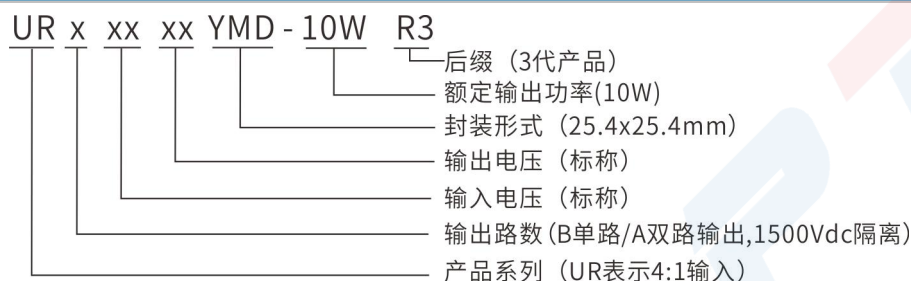 UR x xx xx YMD - 10W R3
后缀（3代产品）
额定输出功率(10W)
封装形式（25.4x25.4mm）
输出电压（标称）
输入电压（标称）
输出路数(B单路/A双路输出,1500Vdc隔离)
产品系列（UR表示4:1输入）